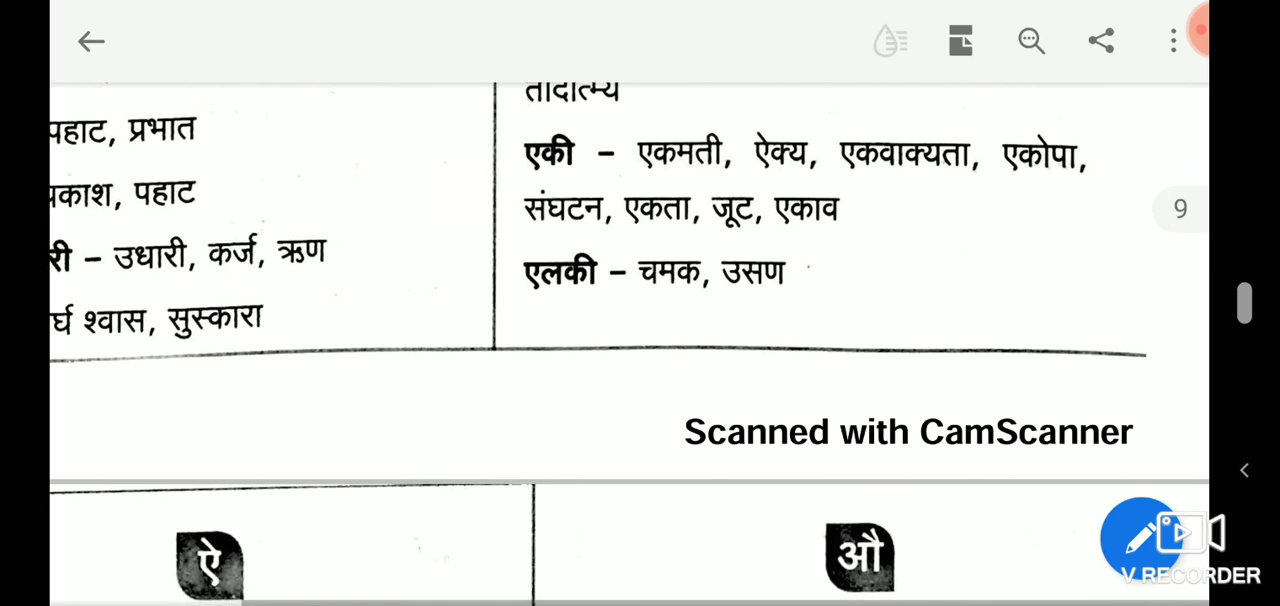 पहाट, प्रभात
प्रकाश, पहाट
री – उधारी, कर्ज, ऋण
र्घ श्वास, सुस्कारा
तादात्म्य
एकी – एकमती, ऐक्य, एकवाक्यता, एकोपा,
संघटन, एकता, जूट, एकाव
एलकी – चमक, उसण
9
Scanned with CamScanner
ऐ
औ
V RECORDER